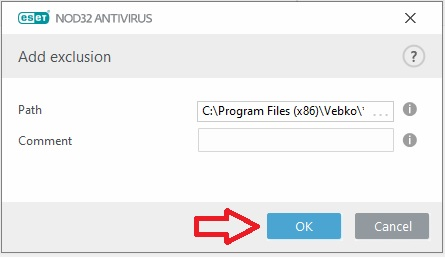 eset NOD32 ANTIVIRUS
Add exclusion ?
Path C:\Program Files (x86)\Vebko\* ... i
Comment i
OK Cancel